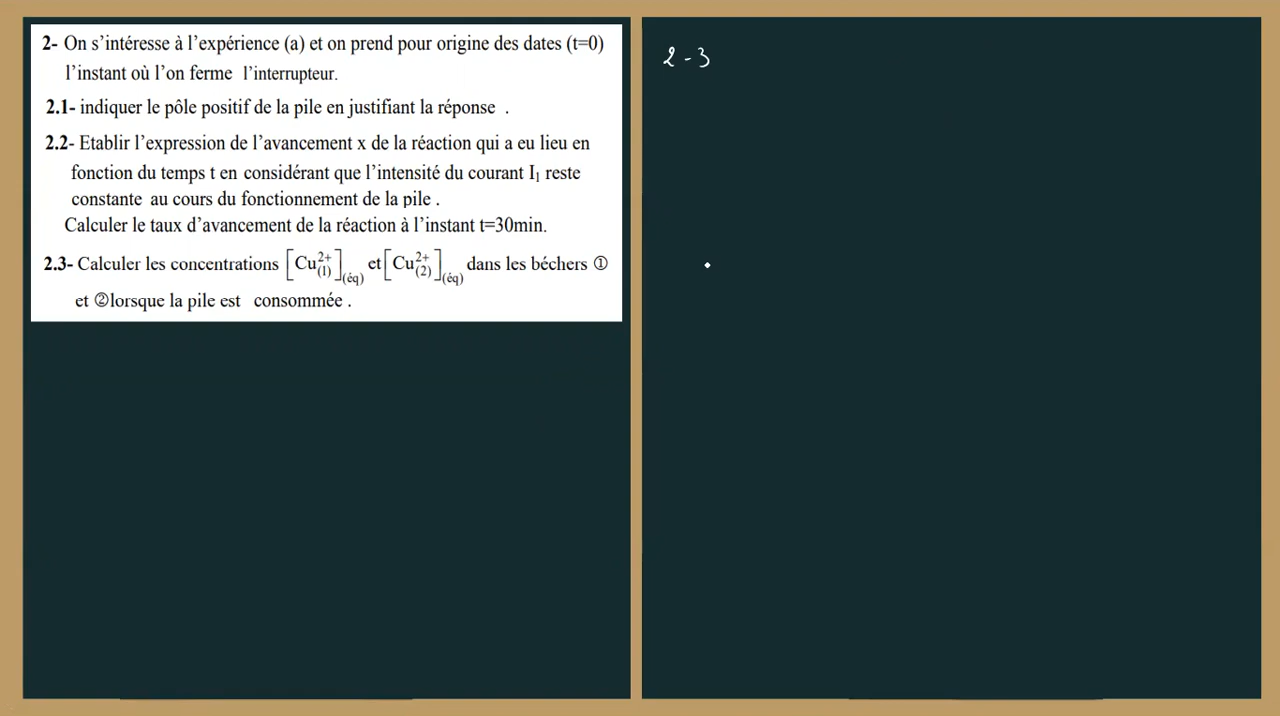 2- On s’intéresse à l’expérience (a) et on prend pour origine des dates (t=0)
l’instant où l’on ferme l’interrupteur.
2.1- indiquer le pôle positif de la pile en justifiant la réponse .
2.2- Etablir l’expression de l’avancement x de la réaction qui a eu lieu en
fonction du temps t en considérant que l’intensité du courant I₁ reste
constante au cours du fonctionnement de la pile .
Calculer le taux d’avancement de la réaction à l’instant t=30min.
2.3- Calculer les concentrations [Cu²⁺₍₁₎](éq) et [Cu²⁺₍₂₎](éq) dans les béchers ①
et ②lorsque la pile est consommée .
2 - 3